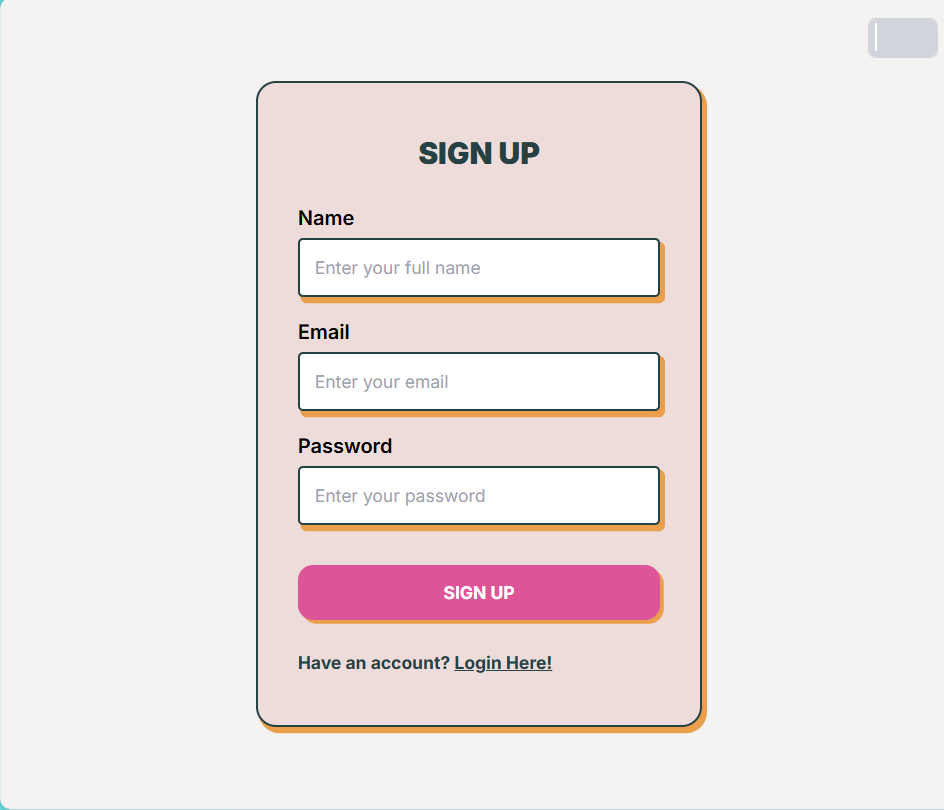 SIGN UP
Name
Enter your full name
Email
Enter your email
Password
Enter your password
SIGN UP
Have an account? Login Here!